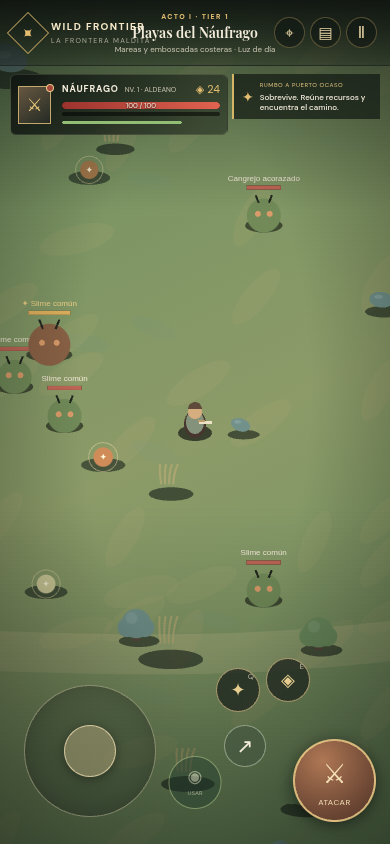 ACTO I · TIER 1
WILD FRONTIER
Playas del Náufrago
LA FRONTERA MALDITA
Mareas y emboscadas costeras · Luz de día
NÁUFRAGO NV. 1 · ALDEANO ◈ 24
100 / 100
RUMBO A PUERTO OCASO
Sobrevive. Reúne recursos y
encuentra el camino.
Cangrejo acorazado
Slime común
Slime común
Slime común
Q
E
USAR
ATACAR